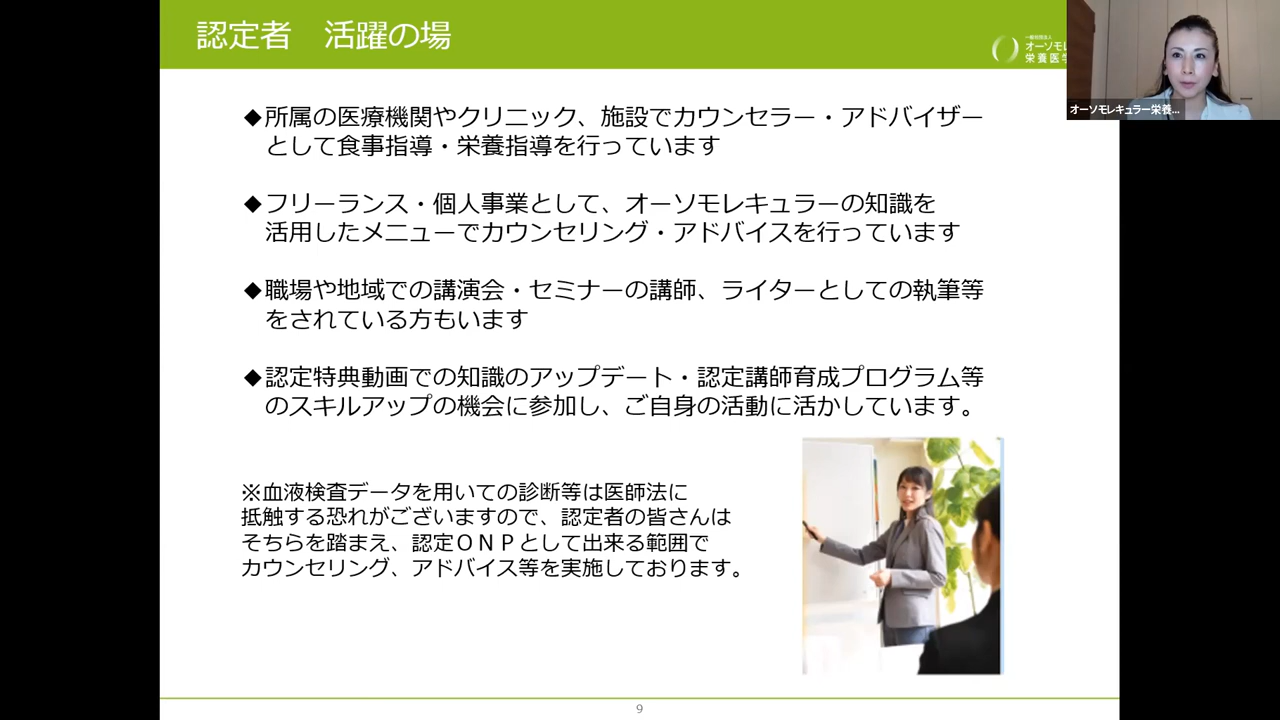 認定者　活躍の場
一般社団法人
オーソモレ
栄養医学
オーソモレキュラー栄養...
◆所属の医療機関やクリニック、施設でカウンセラー・アドバイザー
として食事指導・栄養指導を行っています
◆フリーランス・個人事業として、オーソモレキュラーの知識を
活用したメニューでカウンセリング・アドバイスを行っています
◆職場や地域での講演会・セミナーの講師、ライターとしての執筆等
をされている方もいます
◆認定特典動画での知識のアップデート・認定講師育成プログラム等
のスキルアップの機会に参加し、ご自身の活動に活かしています。
※血液検査データを用いての診断等は医師法に
抵触する恐れがございますので、認定者の皆さんは
そちらを踏まえ、認定ＯＮＰとして出来る範囲で
カウンセリング、アドバイス等を実施しております。
9